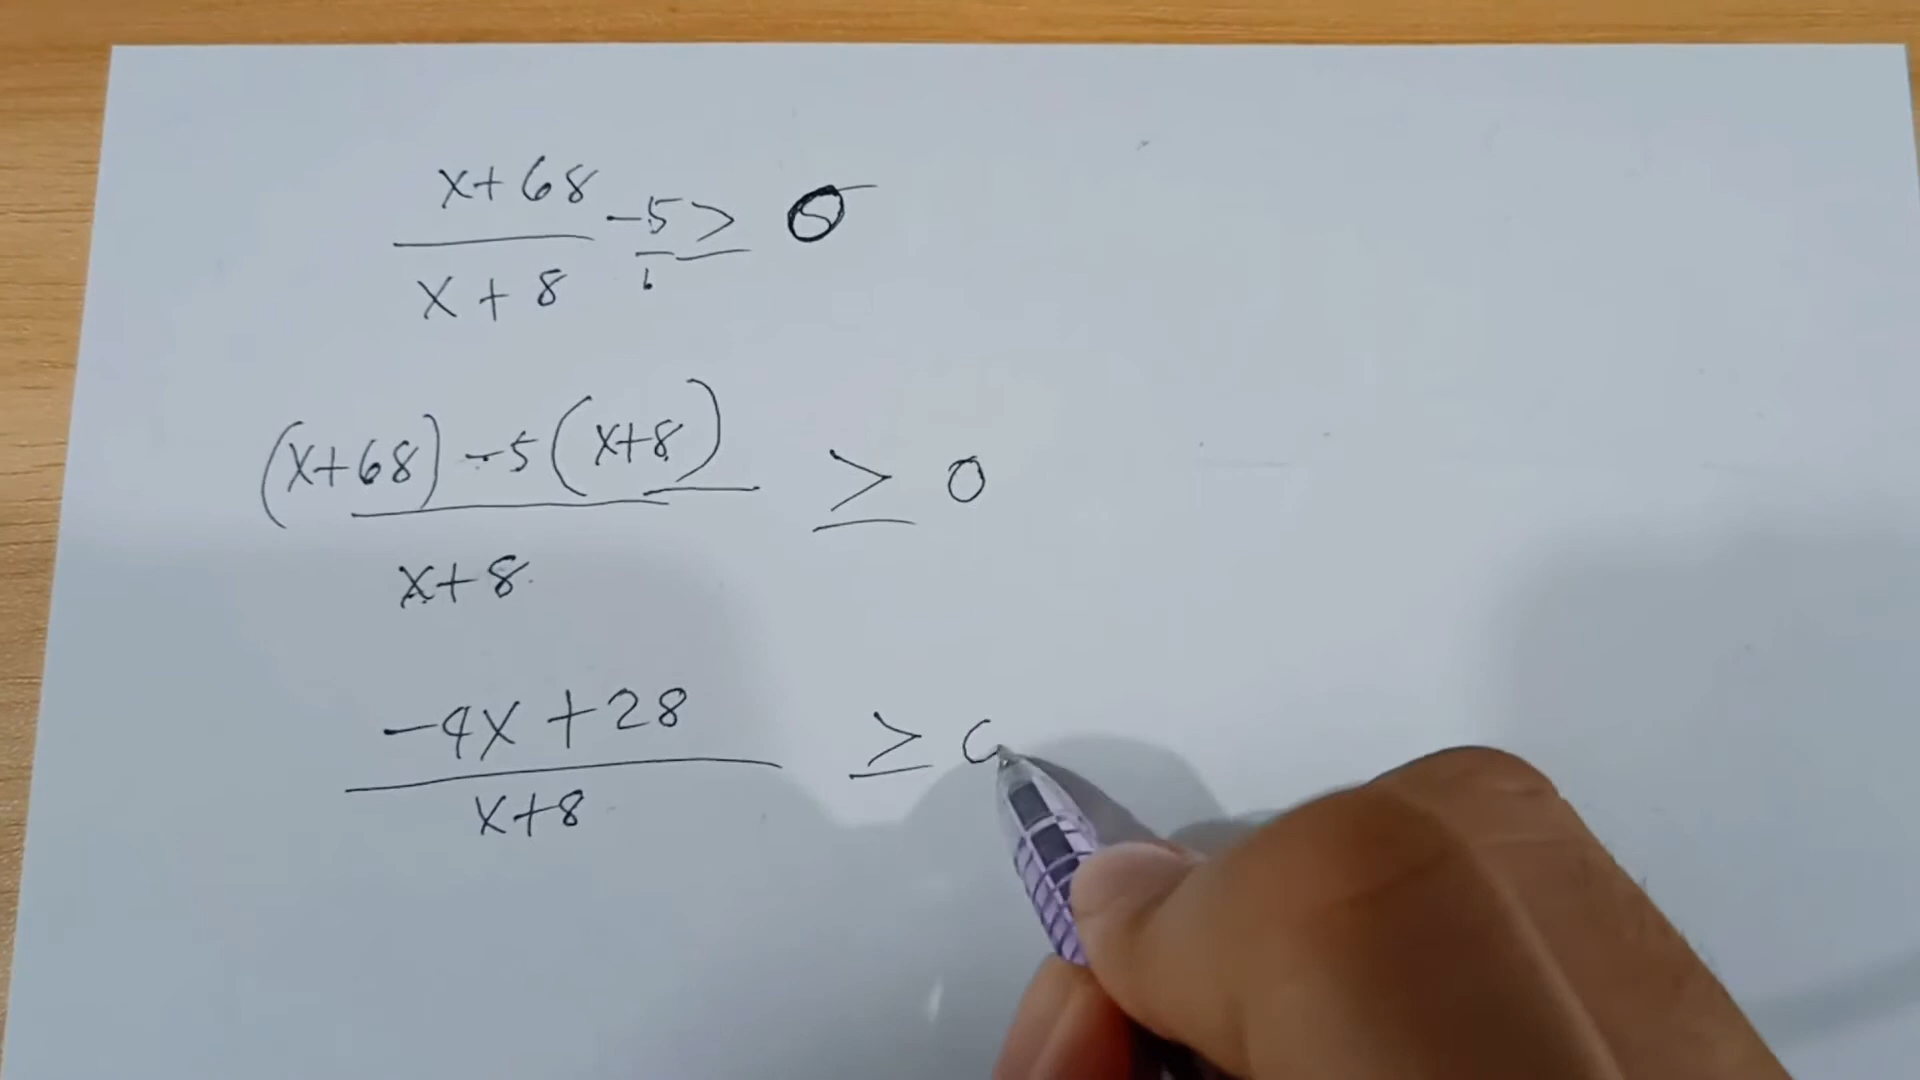 x+68
-5 ≥ 0
x+8
(x+68) -5(x+8)
≥ 0
x+8
-4x+28
≥ 0
x+8